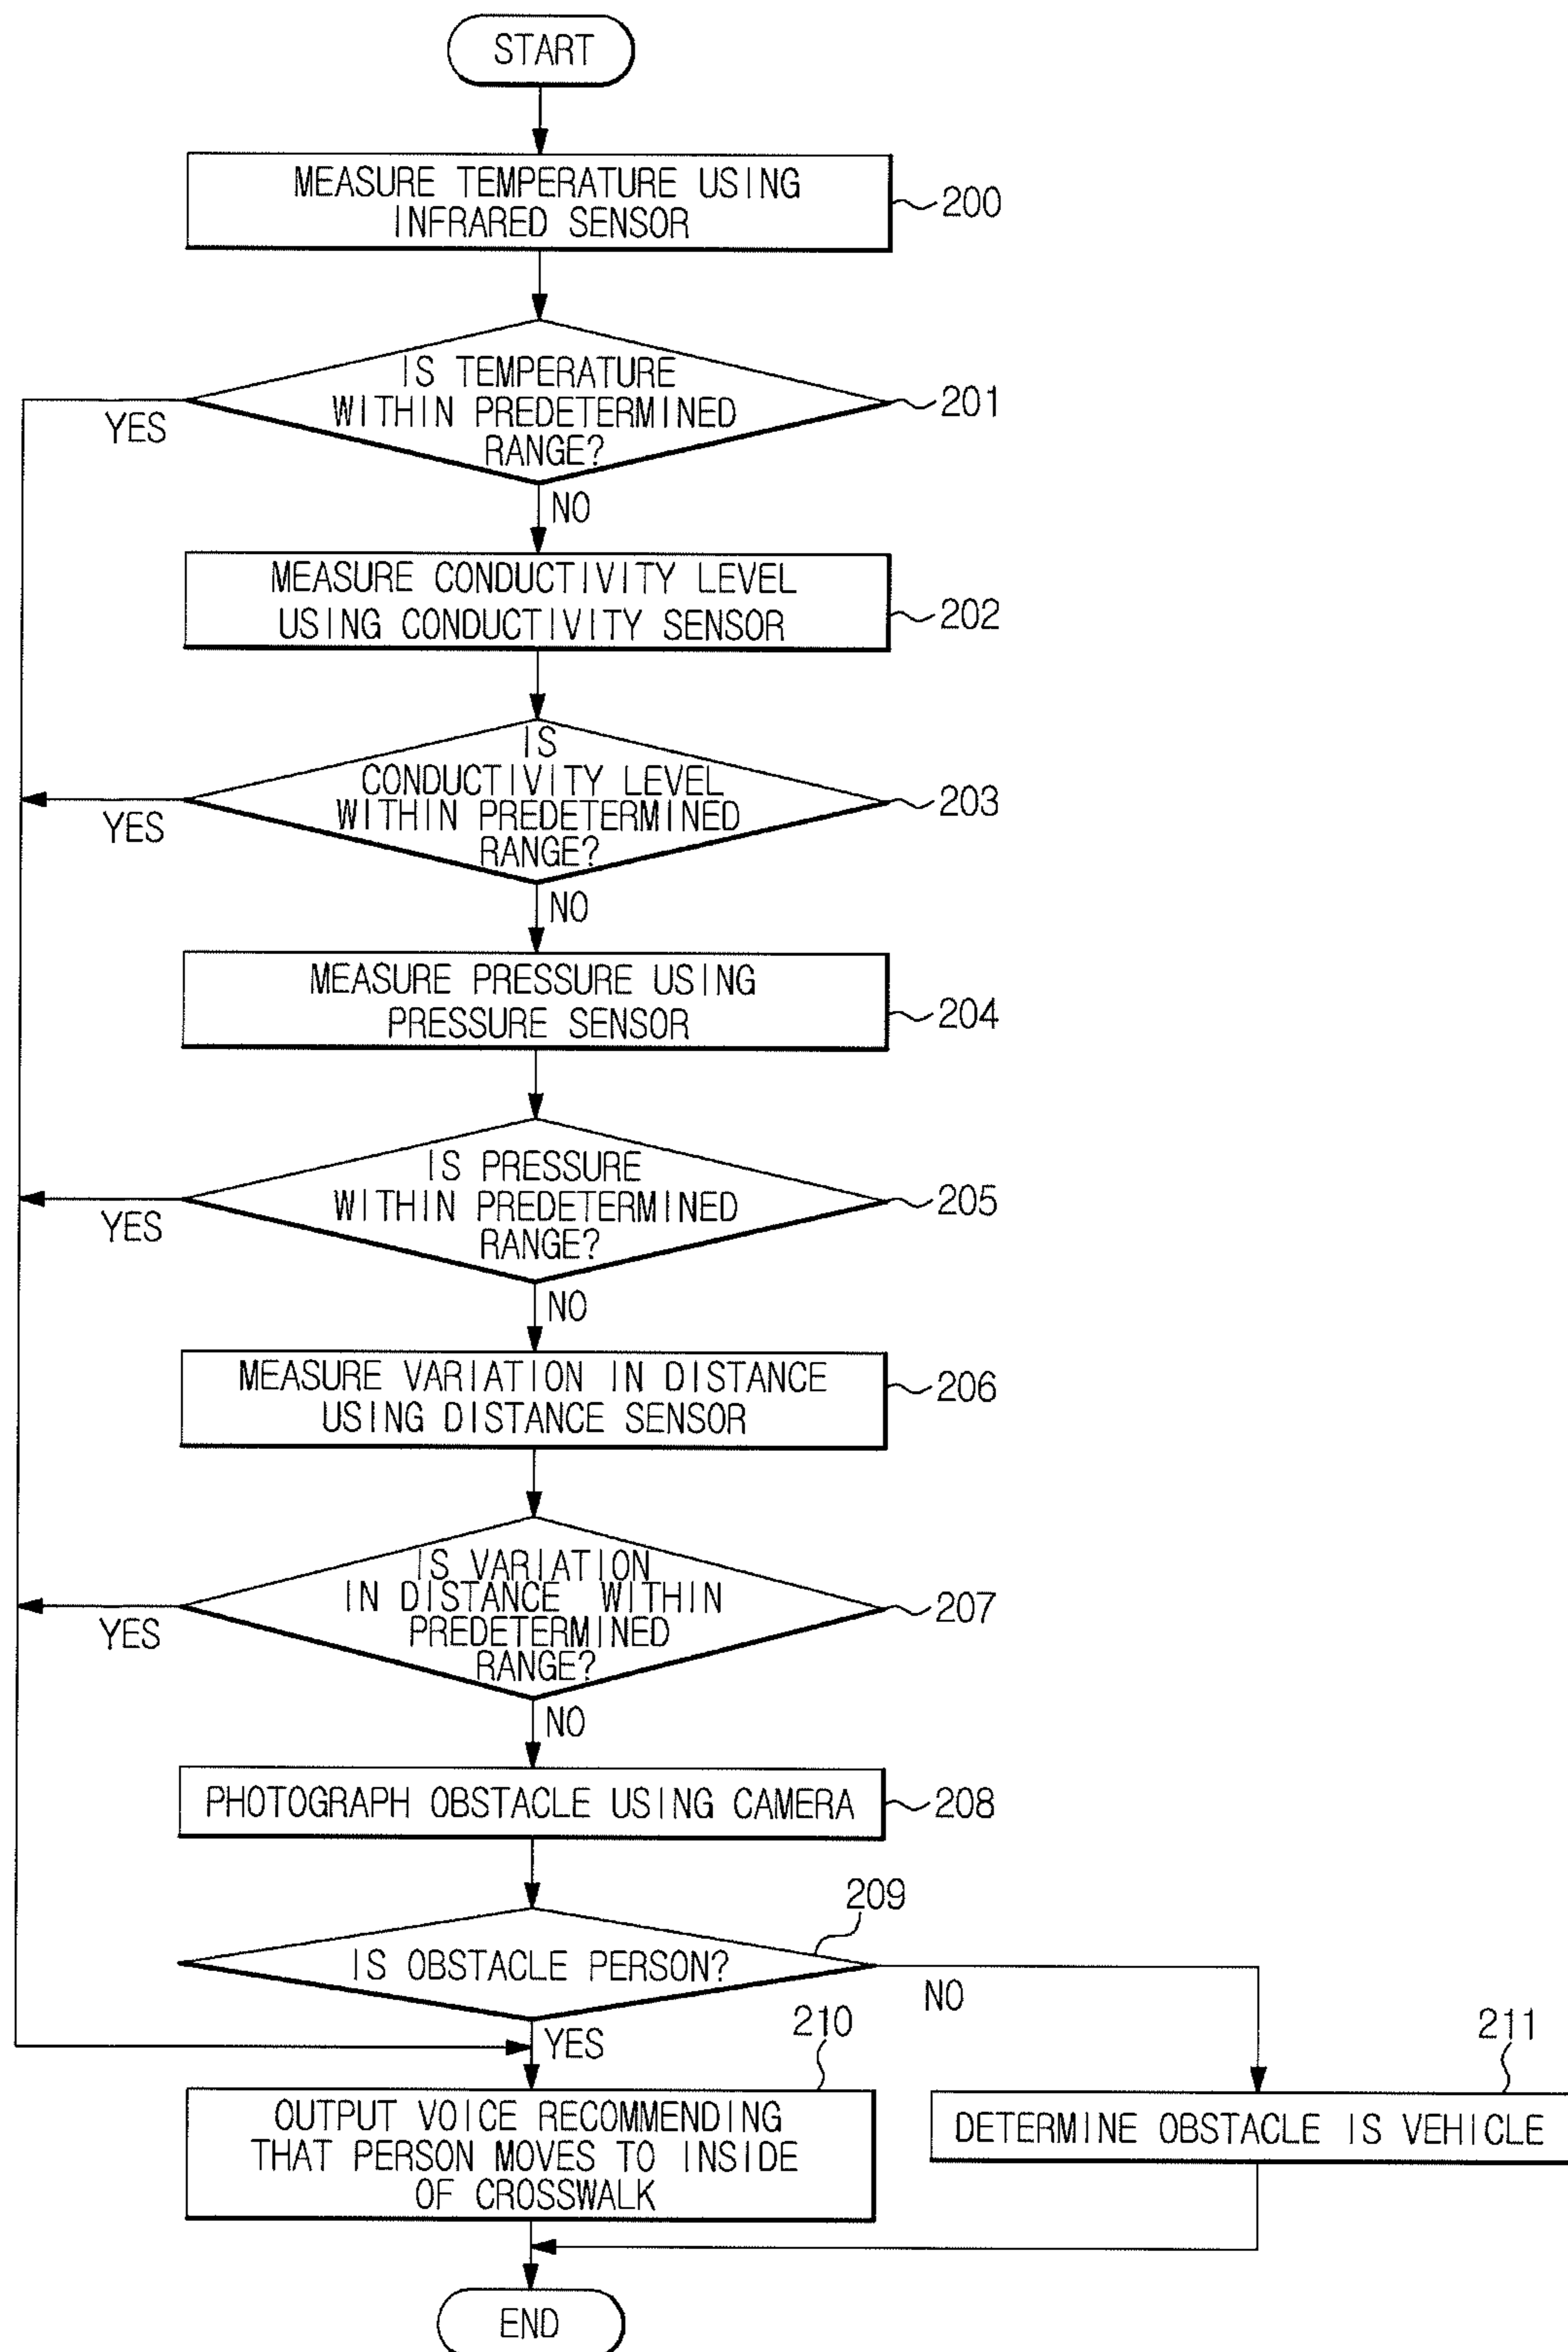 START
MEASURE TEMPERATURE USING
INFRARED SENSOR
200
IS TEMPERATURE
WITHIN PREDETERMINED
RANGE?
201
YES
NO
MEASURE CONDUCTIVITY LEVEL
USING CONDUCTIVITY SENSOR
202
IS
CONDUCTIVITY LEVEL
WITHIN PREDETERMINED
RANGE?
203
YES
NO
MEASURE PRESSURE USING
PRESSURE SENSOR
204
IS PRESSURE
WITHIN PREDETERMINED
RANGE?
205
YES
NO
MEASURE VARIATION IN DISTANCE
USING DISTANCE SENSOR
206
IS VARIATION
IN DISTANCE WITHIN
PREDETERMINED
RANGE?
207
YES
NO
PHOTOGRAPH OBSTACLE USING CAMERA
208
209
IS OBSTACLE PERSON?
NO
YES
210
211
OUTPUT VOICE RECOMMENDING
THAT PERSON MOVES TO INSIDE
OF CROSSWALK
DETERMINE OBSTACLE IS VEHICLE
END